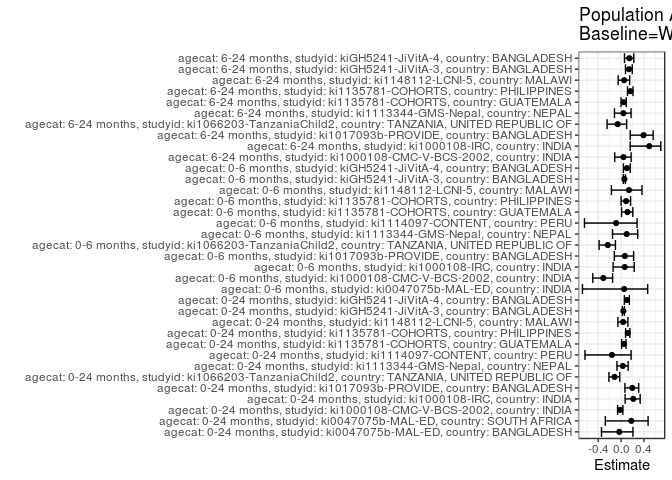 Population A
Baseline=W
agecat: 6-24 months, studyid: kiGH5241-JiVitA-4, country: BANGLADESH
agecat: 6-24 months, studyid: kiGH5241-JiVitA-3, country: BANGLADESH
agecat: 6-24 months, studyid: ki1148112-LCNI-5, country: MALAWI
agecat: 6-24 months, studyid: ki1135781-COHORTS, country: PHILIPPINES
agecat: 6-24 months, studyid: ki1135781-COHORTS, country: GUATEMALA
agecat: 6-24 months, studyid: ki1113344-GMS-Nepal, country: NEPAL
agecat: 6-24 months, studyid: ki1066203-TanzaniaChild2, country: TANZANIA, UNITED REPUBLIC OF
agecat: 6-24 months, studyid: ki1017093b-PROVIDE, country: BANGLADESH
agecat: 6-24 months, studyid: ki1000108-IRC, country: INDIA
agecat: 6-24 months, studyid: ki1000108-CMC-V-BCS-2002, country: INDIA
agecat: 0-6 months, studyid: kiGH5241-JiVitA-4, country: BANGLADESH
agecat: 0-6 months, studyid: kiGH5241-JiVitA-3, country: BANGLADESH
agecat: 0-6 months, studyid: ki1148112-LCNI-5, country: MALAWI
agecat: 0-6 months, studyid: ki1135781-COHORTS, country: PHILIPPINES
agecat: 0-6 months, studyid: ki1135781-COHORTS, country: GUATEMALA
agecat: 0-6 months, studyid: ki1114097-CONTENT, country: PERU
agecat: 0-6 months, studyid: ki1113344-GMS-Nepal, country: NEPAL
agecat: 0-6 months, studyid: ki1066203-TanzaniaChild2, country: TANZANIA, UNITED REPUBLIC OF
agecat: 0-6 months, studyid: ki1017093b-PROVIDE, country: BANGLADESH
agecat: 0-6 months, studyid: ki1000108-IRC, country: INDIA
agecat: 0-6 months, studyid: ki1000108-CMC-V-BCS-2002, country: INDIA
agecat: 0-6 months, studyid: ki0047075b-MAL-ED, country: INDIA
agecat: 0-24 months, studyid: kiGH5241-JiVitA-4, country: BANGLADESH
agecat: 0-24 months, studyid: kiGH5241-JiVitA-3, country: BANGLADESH
agecat: 0-24 months, studyid: ki1148112-LCNI-5, country: MALAWI
agecat: 0-24 months, studyid: ki1135781-COHORTS, country: PHILIPPINES
agecat: 0-24 months, studyid: ki1135781-COHORTS, country: GUATEMALA
agecat: 0-24 months, studyid: ki1114097-CONTENT, country: PERU
agecat: 0-24 months, studyid: ki1113344-GMS-Nepal, country: NEPAL
agecat: 0-24 months, studyid: ki1066203-TanzaniaChild2, country: TANZANIA, UNITED REPUBLIC OF
agecat: 0-24 months, studyid: ki1017093b-PROVIDE, country: BANGLADESH
agecat: 0-24 months, studyid: ki1000108-IRC, country: INDIA
agecat: 0-24 months, studyid: ki1000108-CMC-V-BCS-2002, country: INDIA
agecat: 0-24 months, studyid: ki0047075b-MAL-ED, country: SOUTH AFRICA
agecat: 0-24 months, studyid: ki0047075b-MAL-ED, country: BANGLADESH
-0.4 0.0 0.4
Estimate